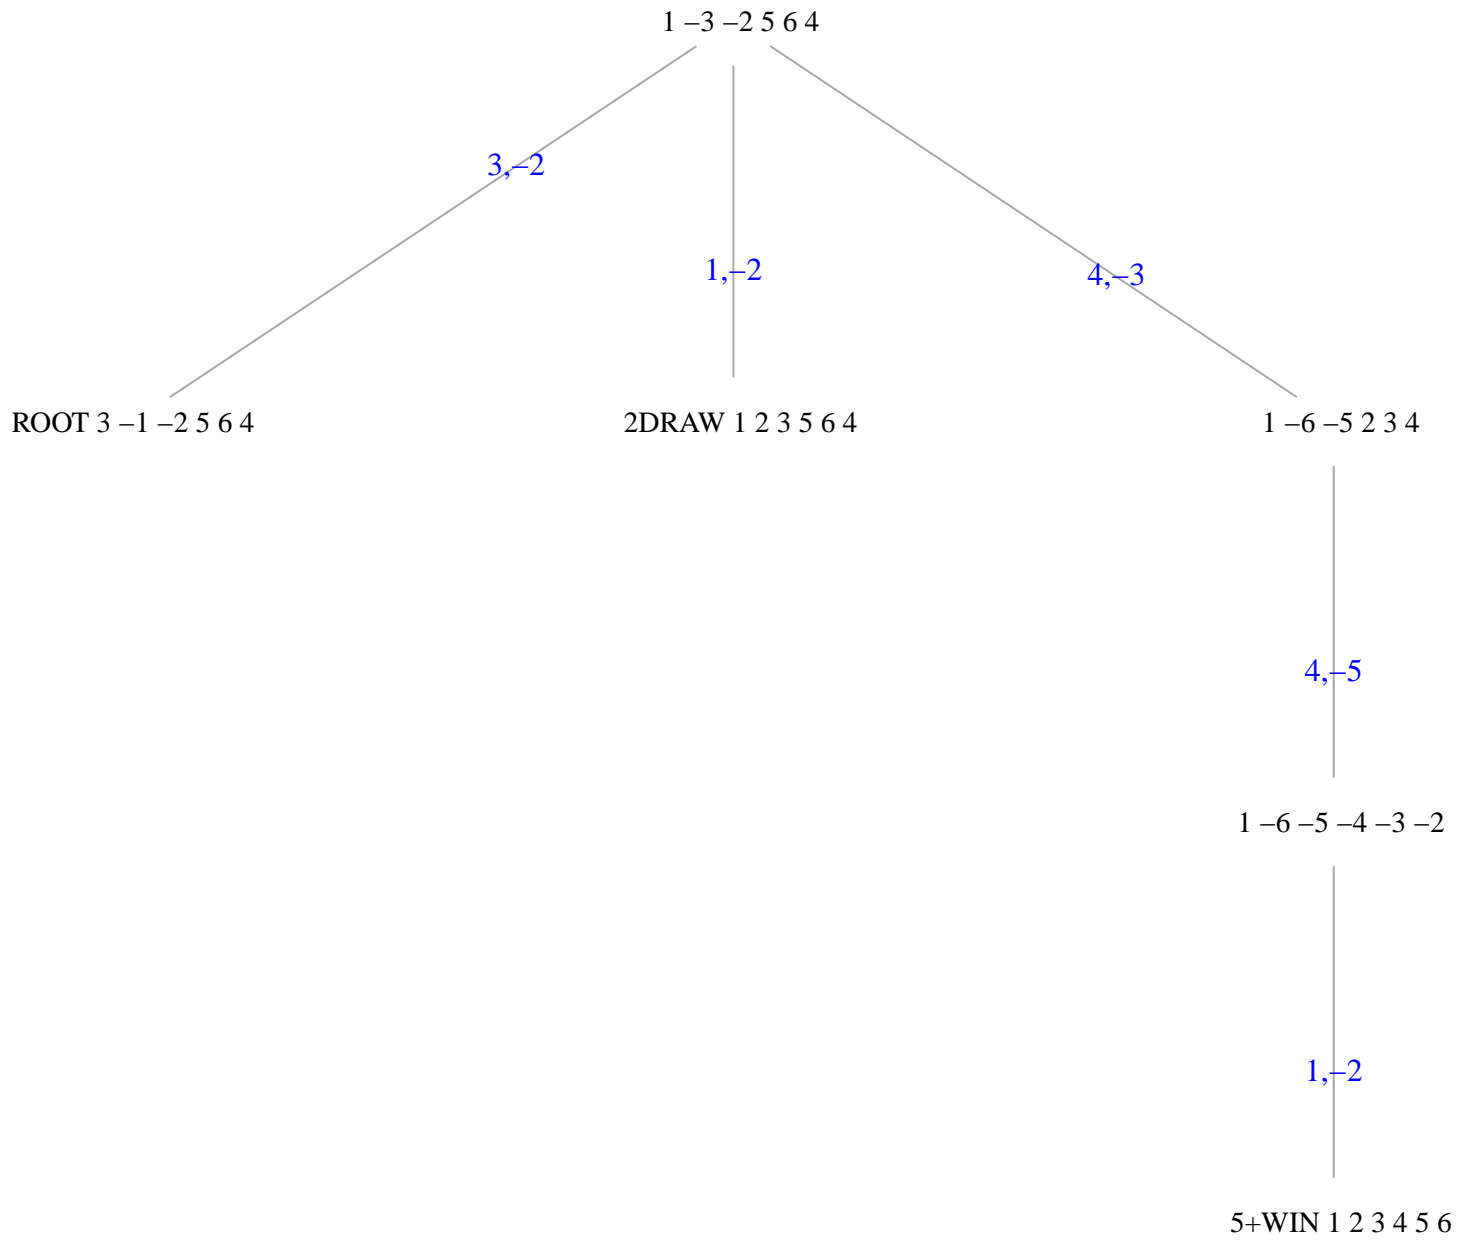 1 –3 –2 5 6 4
3,–2
1,–2
4,–3
ROOT 3 –1 –2 5 6 4
2DRAW 1 2 3 5 6 4
1 –6 –5 2 3 4
4,–5
1 –6 –5 –4 –3 –2
1,–2
5+WIN 1 2 3 4 5 6